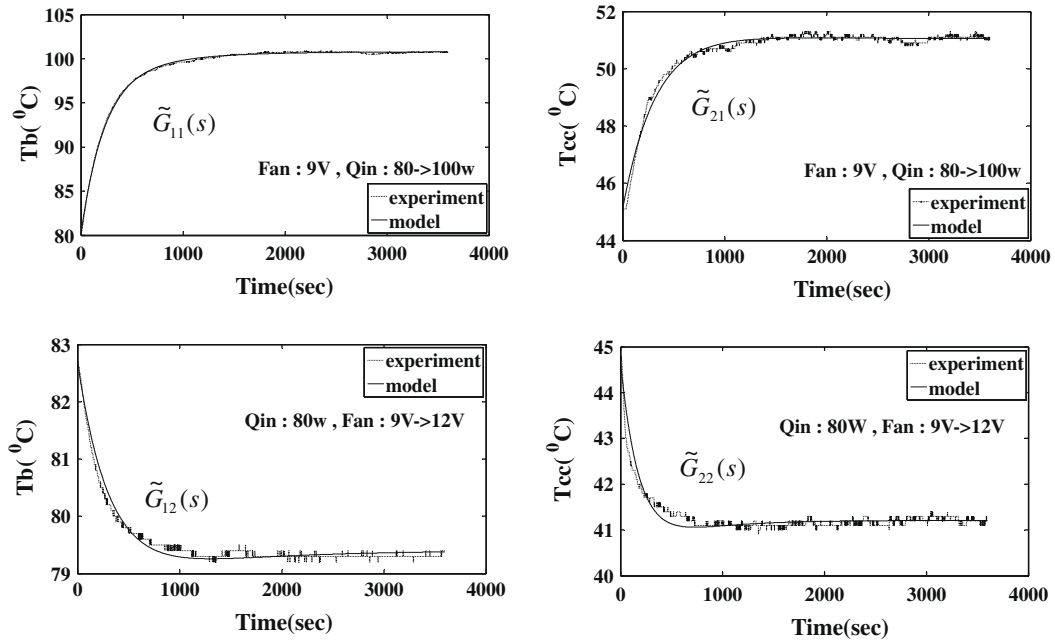 105
100
95
90
85
80
Tb( ⁰C)
G̃₁₁(s)
Fan : 9V , Qin : 80->100w
experiment
model
0 1000 2000 3000 4000
Time(sec)
52
50
48
46
44
Tcc( ⁰C)
G̃₂₁(s)
Fan : 9V , Qin : 80->100w
experiment
model
0 1000 2000 3000 4000
Time(sec)
83
82
81
80
79
Tb( ⁰C)
experiment
model
Qin : 80w , Fan : 9V->12V
G̃₁₂(s)
0 1000 2000 3000 4000
Time(sec)
45
44
43
42
41
40
Tcc( ⁰C)
experiment
model
Qin : 80W , Fan : 9V->12V
G̃₂₂(s)
0 1000 2000 3000 4000
Time(sec)